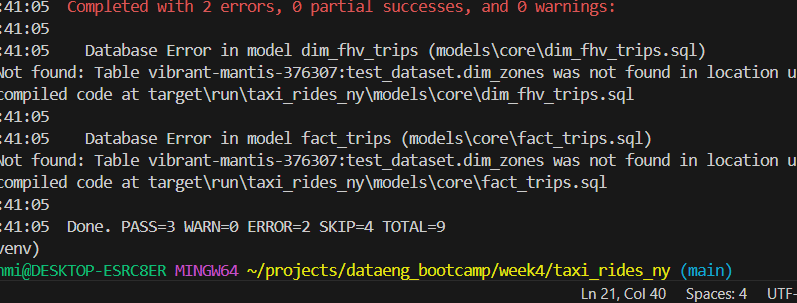 :41:05 Completed with 2 errors, 0 partial successes, and 0 warnings:
:41:05
:41:05 Database Error in model dim_fhv_trips (models\core\dim_fhv_trips.sql)
Not found: Table vibrant-mantis-376307:test_dataset.dim_zones was not found in location u
compiled code at target\run\taxi_rides_ny\models\core\dim_fhv_trips.sql
:41:05
:41:05 Database Error in model fact_trips (models\core\fact_trips.sql)
Not found: Table vibrant-mantis-376307:test_dataset.dim_zones was not found in location u
compiled code at target\run\taxi_rides_ny\models\core\fact_trips.sql
:41:05
:41:05 Done. PASS=3 WARN=0 ERROR=2 SKIP=4 TOTAL=9
venv)
nmi@DESKTOP-ESRC8ER MINGW64 ~/projects/dataeng_bootcamp/week4/taxi_rides_ny (main)
Ln 21, Col 40 Spaces: 4 UTF-